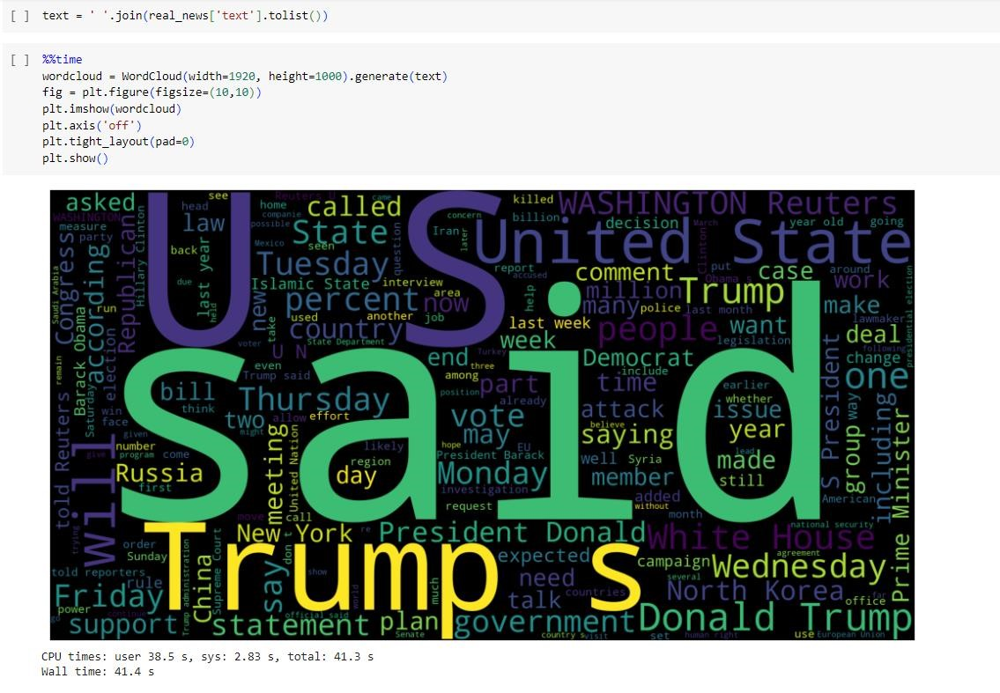 [ ] text = ' '.join(real_news['text'].tolist())
[ ] %%time
wordcloud = WordCloud(width=1920, height=1000).generate(text)
fig = plt.figure(figsize=(10,10))
plt.imshow(wordcloud)
plt.axis('off')
plt.tight_layout(pad=0)
plt.show()
asked
see
Reuters U
came
killed
WASHINGTON Reuters
WASHINGTON
head
home
called
concern
billion
decision
March
year old
going
measure
law
companie
possible
State
question
Iran
later
United State
party
Congress
according
Republican
Hillary Clinton
back
last year
Mexico
seen
U S
Tuesday
report
accused
comment
Clinton
put
Obama s
case
around
work
Saudi Arabia
due
held
Islamic State
interview
area
help
million
Trump
presidential election
run
new
percent
now
many
police
last month
make
lawmaker
take
used
another
job
last week
want
country
week
people
legislation
deal
following
Barack Obama
election
voter
State Department
U N
Turkey
end
three
Democrat
change
remain
even
Trump said
among
include
one
said
bill
Thursday
position
part
already
time
earlier
whether
way
think
vote
attack
issue
Saturday
win
face
two
allow
effort
may
believe
saying
year
given
might
likely
hope
EU
lead
number
President Barack
well
Syria
made
give
program
come
region
Monday
member
still
S President
group
including
Russia
meeting
United Nation
day
first
investigation
added
without
American
told Reuters
will
move
call
request
month
national security
Minister
trying
New York
re
President Donald
White House
order
Sunday
don t
Trump s
expected
campaign
agreement
Wednesday
Prime
told reporters
rule
Trump administration
China
Supreme Court
say
show
world
much
need
countries
several
North Korea
office
far
Friday
talk
power
continue
official said
go
support
statement
plan
Senate
government
country s
visit
Donald Trump
set
human right
use
European Union
CPU times: user 38.5 s, sys: 2.83 s, total: 41.3 s
Wall time: 41.4 s